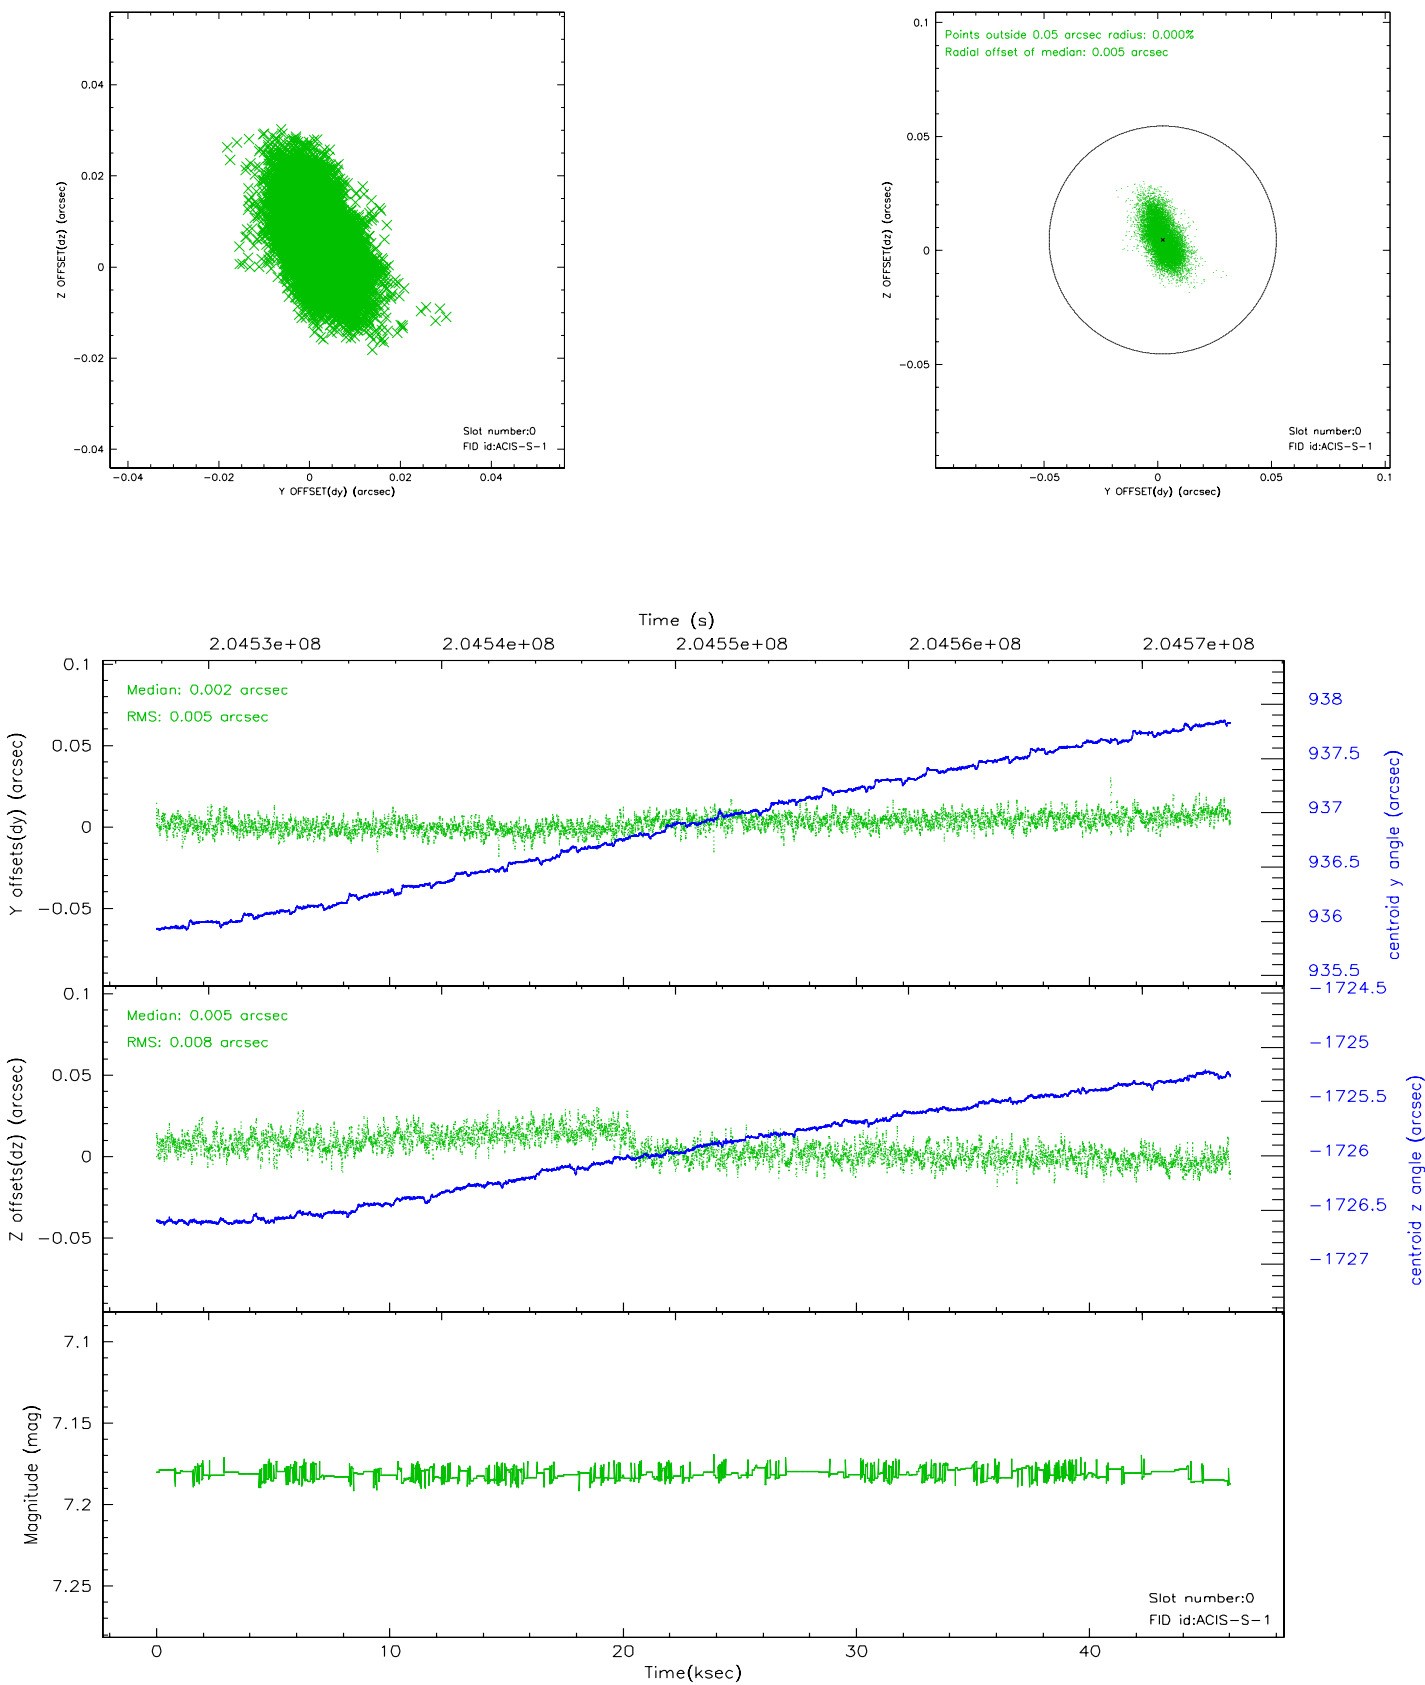 0.04
0.02
0
−0.02
−0.04
Z OFFSET(dz) (arcsec)
Slot number:0
FID id:ACIS−S−1
−0.04 −0.02 0 0.02 0.04
Y OFFSET(dy) (arcsec)
0.1
0.05
0
−0.05
Z OFFSET(dz) (arcsec)
Points outside 0.05 arcsec radius: 0.000%
Radial offset of median: 0.005 arcsec
Slot number:0
FID id:ACIS−S−1
−0.05 0 0.05 0.1
Y OFFSET(dy) (arcsec)
Time (s)
2.0453e+08 2.0454e+08 2.0455e+08 2.0456e+08 2.0457e+08
0.1
0.05
0
−0.05
Y offsets(dy) (arcsec)
Median: 0.002 arcsec
RMS: 0.005 arcsec
938
937.5
937
936.5
936
935.5
centroid y angle (arcsec)
0.1
0.05
0
−0.05
Z offsets(dz) (arcsec)
Median: 0.005 arcsec
RMS: 0.008 arcsec
−1724.5
−1725
−1725.5
−1726
−1726.5
−1727
centroid z angle (arcsec)
7.1
7.15
7.2
7.25
Magnitude (mag)
Slot number:0
FID id:ACIS−S−1
0 10 20 30 40
Time(ksec)